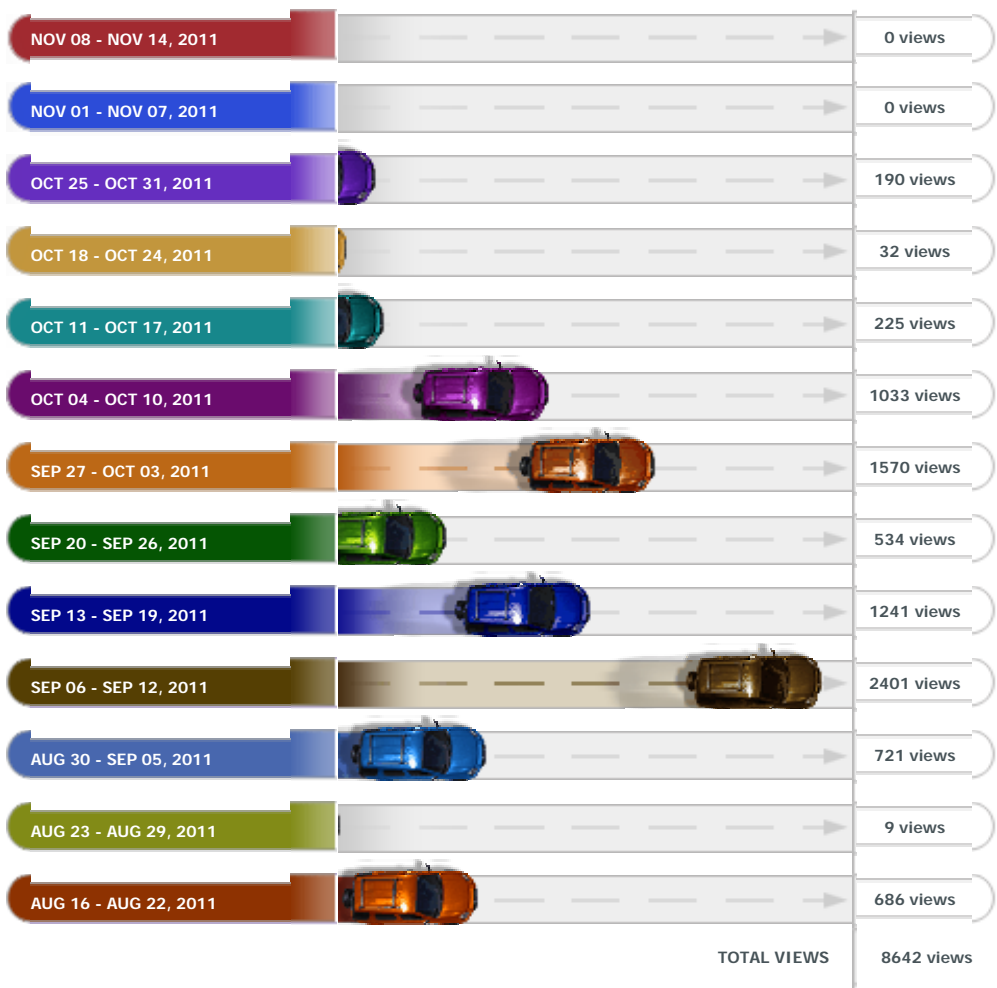 NOV 08 - NOV 14, 2011 0 views
NOV 01 - NOV 07, 2011 0 views
OCT 25 - OCT 31, 2011 190 views
OCT 18 - OCT 24, 2011 32 views
OCT 11 - OCT 17, 2011 225 views
OCT 04 - OCT 10, 2011 1033 views
SEP 27 - OCT 03, 2011 1570 views
SEP 20 - SEP 26, 2011 534 views
SEP 13 - SEP 19, 2011 1241 views
SEP 06 - SEP 12, 2011 2401 views
AUG 30 - SEP 05, 2011 721 views
AUG 23 - AUG 29, 2011 9 views
AUG 16 - AUG 22, 2011 686 views
TOTAL VIEWS 8642 views